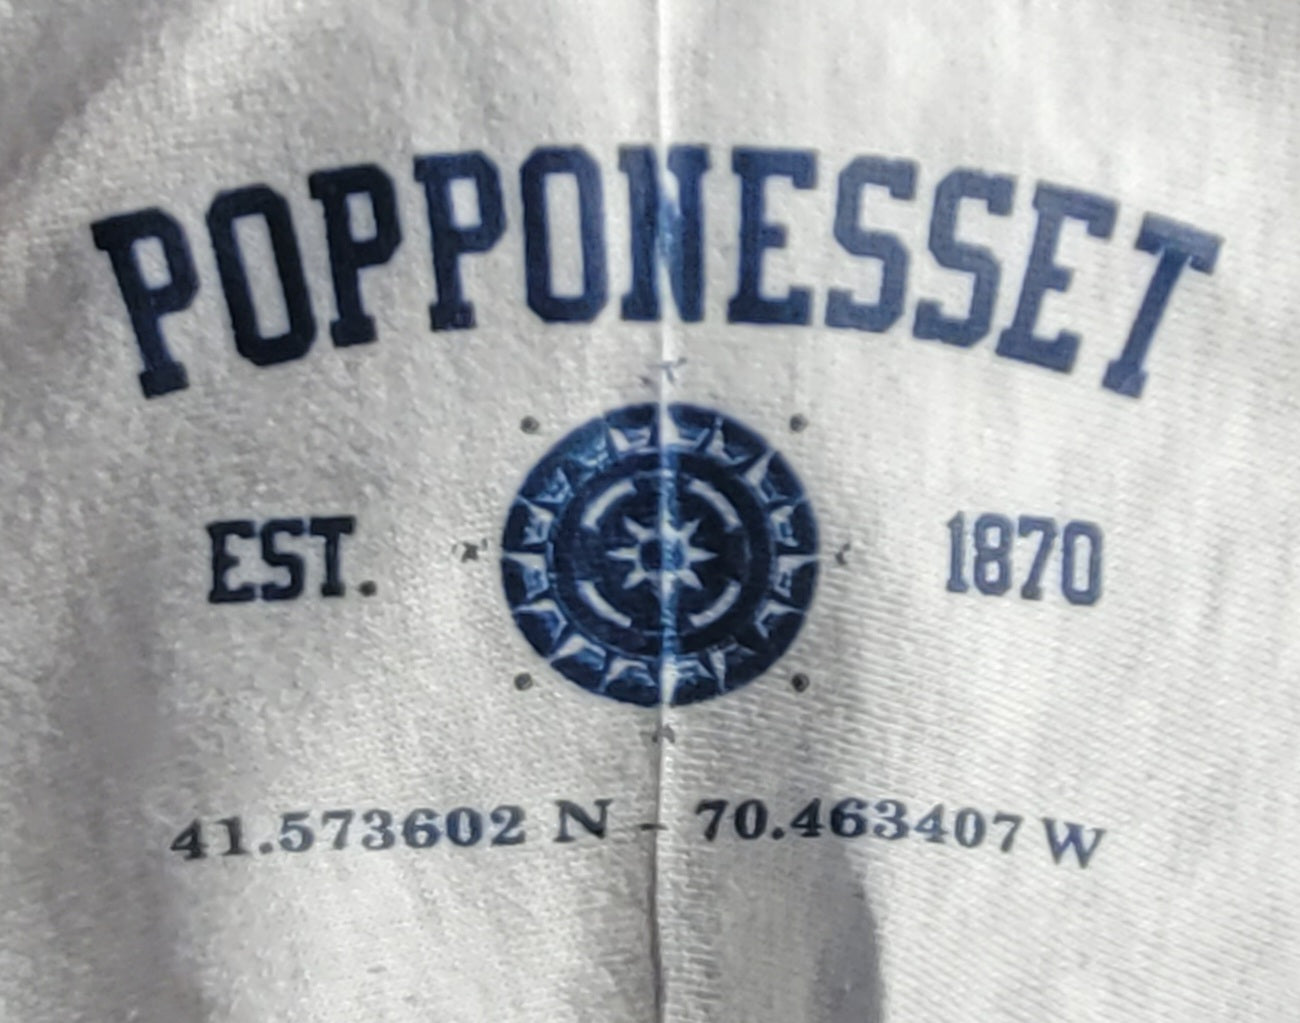 POPPONESSET
EST. 1870
41.573602 N - 70.463407 W